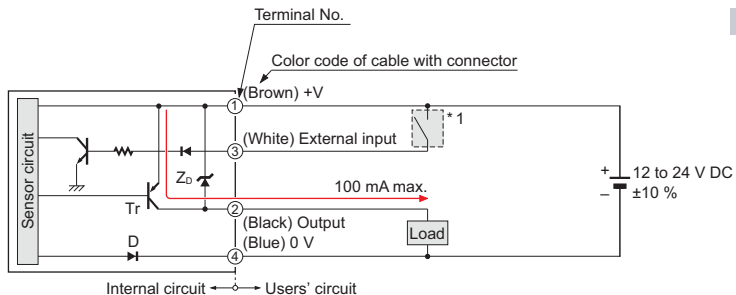 Terminal No.
Color code of cable with connector
1
(Brown) +V
* 1
3
(White) External input
Sensor circuit
ZD
100 mA max.
+
12 to 24 V DC
–
±10 %
Tr
2
(Black) Output
Load
D
(Blue) 0 V
4
Internal circuit
Users' circuit